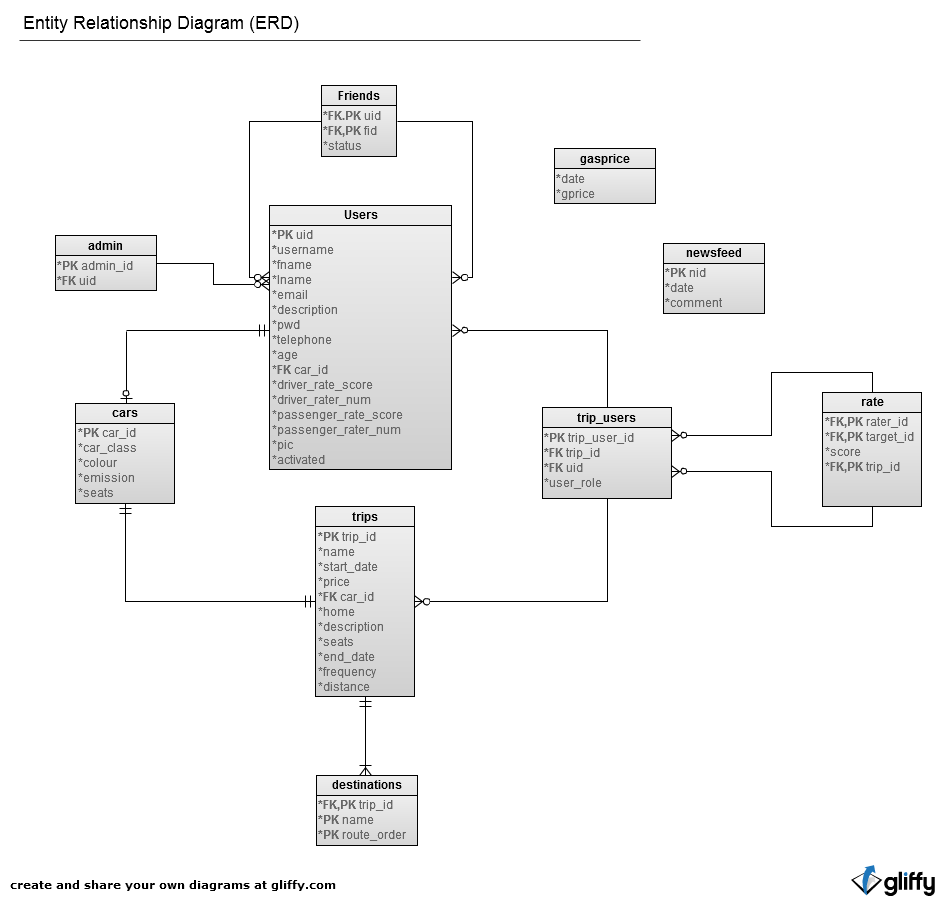 Entity Relationship Diagram (ERD)
Friends
*FK.PK uid
*FK,PK fid
*status
gasprice
*date
*gprice
Users
*PK uid
*username
*fname
*lname
*email
*description
*pwd
*telephone
*age
*FK car_id
*driver_rate_score
*driver_rater_num
*passenger_rate_score
*passenger_rater_num
*pic
*activated
admin
*PK admin_id
*FK uid
newsfeed
*PK nid
*date
*comment
cars
*PK car_id
*car_class
*colour
*emission
*seats
trip_users
*PK trip_user_id
*FK trip_id
*FK uid
*user_role
rate
*FK,PK rater_id
*FK,PK target_id
*score
*FK,PK trip_id
trips
*PK trip_id
*name
*start_date
*price
*FK car_id
*home
*description
*seats
*end_date
*frequency
*distance
destinations
*FK,PK trip_id
*PK name
*PK route_order
create and share your own diagrams at gliffy.com
gliffy